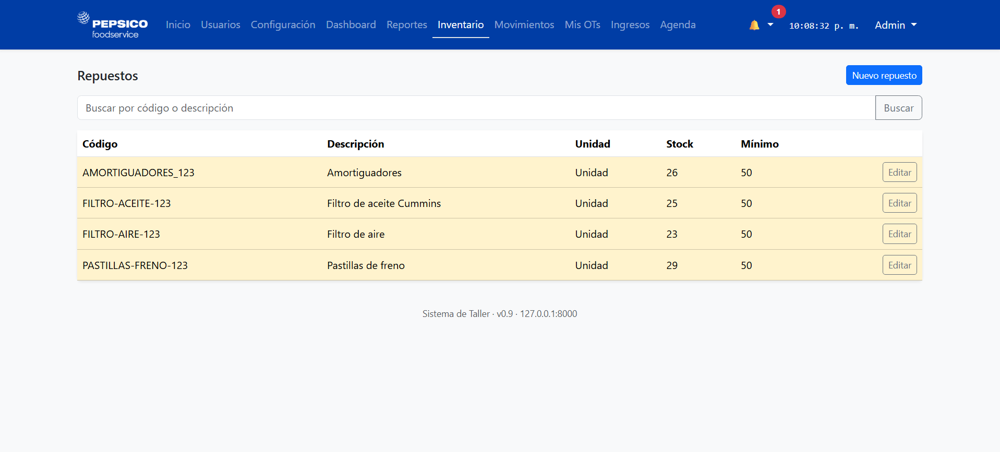 PEPSICO
foodservice
Inicio Usuarios Configuración Dashboard Reportes Inventario Movimientos Mis OTs Ingresos Agenda 1 10:08:32 p. m. Admin
Repuestos Nuevo repuesto
Buscar por código o descripción Buscar
Código Descripción Unidad Stock Mínimo
AMORTIGUADORES_123 Amortiguadores Unidad 26 50 Editar
FILTRO-ACEITE-123 Filtro de aceite Cummins Unidad 25 50 Editar
FILTRO-AIRE-123 Filtro de aire Unidad 23 50 Editar
PASTILLAS-FRENO-123 Pastillas de freno Unidad 29 50 Editar
Sistema de Taller · v0.9 · 127.0.0.1:8000